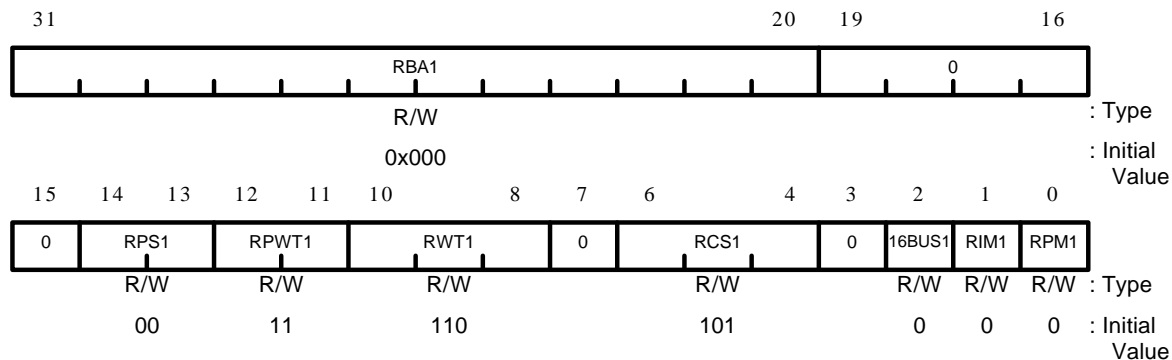 31 20 19 16
RBA1 0
R/W : Type
0x000 : Initial
Value
15 14 13 12 11 10 8 7 6 4 3 2 1 0
0 RPS1 RPWT1 RWT1 0 RCS1 0 16BUS1 RIM1 RPM1
R/W R/W R/W R/W R/W R/W R/W : Type
00 11 110 101 0 0 0 : Initial
Value